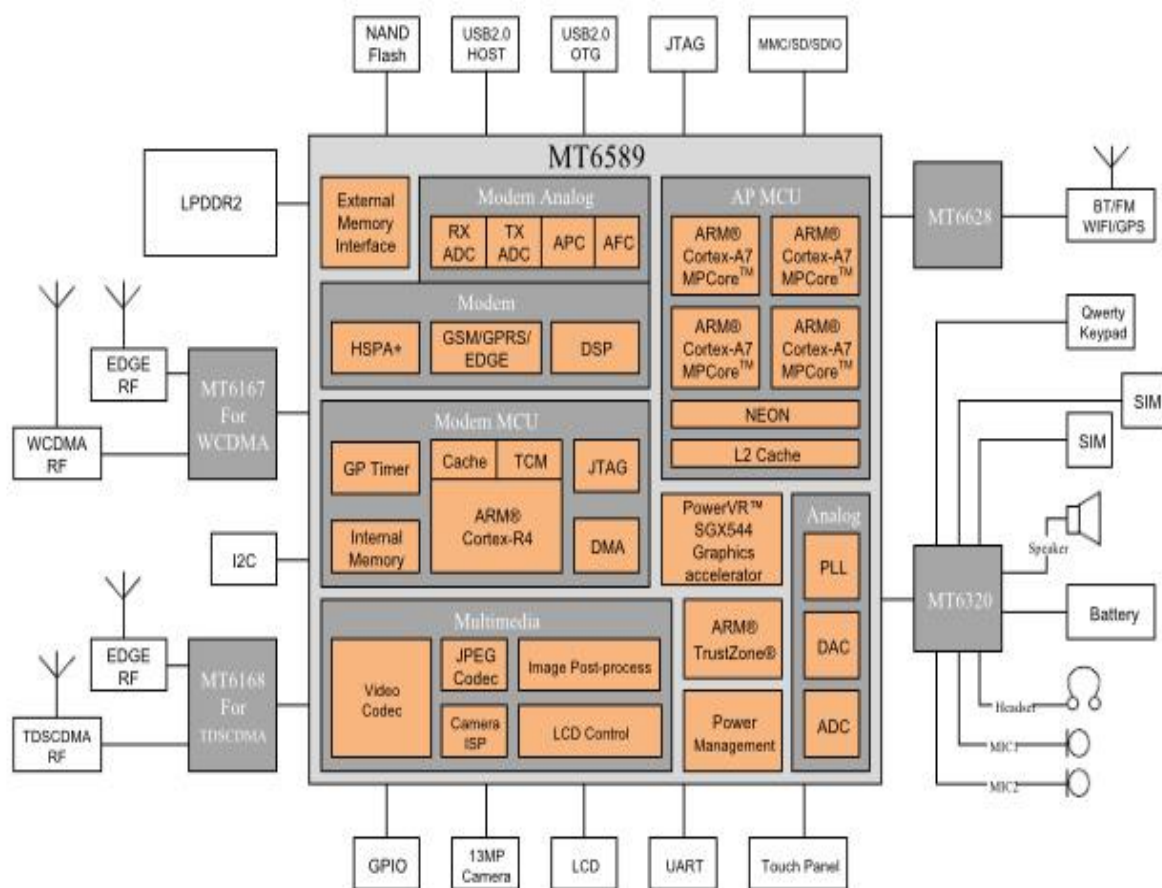 NAND
Flash
USB2.0
HOST
USB2.0
OTG
JTAG
MMC/SD/SDIO
MT6589
LPDDR2
External
Memory
Interface
Modem Analog
RX
ADC
TX
ADC
APC
AFC
Modem
HSPA+
GSM/GPRS/
EDGE
DSP
AP MCU
ARM®
Cortex-A7
MPCore™
ARM®
Cortex-A7
MPCore™
ARM®
Cortex-A7
MPCore™
ARM®
Cortex-A7
MPCore™
NEON
L2 Cache
MT6628
BT/FM
WIFI/GPS
EDGE
RF
WCDMA
RF
MT6167
For
WCDMA
Modem MCU
GP Timer
Cache
TCM
JTAG
ARM®
Cortex-R4
Internal
Memory
DMA
I2C
PowerVR™
SGX544
Graphics
accelerator
Analog
PLL
DAC
ADC
ARM®
TrustZone®
Power
Management
Multimedia
Video
Codec
JPEG
Codec
Image Post-process
Camera
ISP
LCD Control
EDGE
RF
TDSCDMA
RF
MT6168
For
TDSCDMA
Qwerty
Keypad
SIM
SIM
Speaker
MT6320
Battery
Headset
MIC1
MIC2
GPIO
13MP
Camera
LCD
UART
Touch Panel